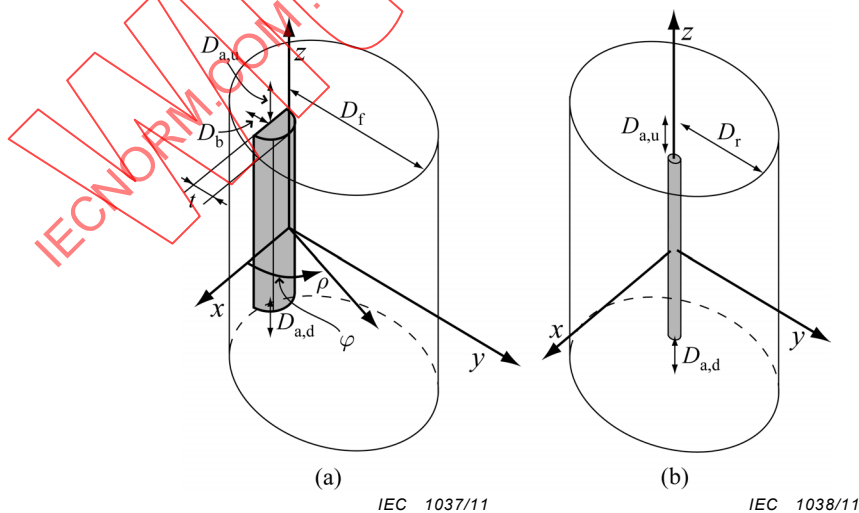 IECNORM.COM
D_a,u
z
D_b
D_f
t
x
ρ
D_a,d
φ
y
(a)
IEC 1037/11
z
D_a,u
D_r
x
y
D_a,d
(b)
IEC 1038/11